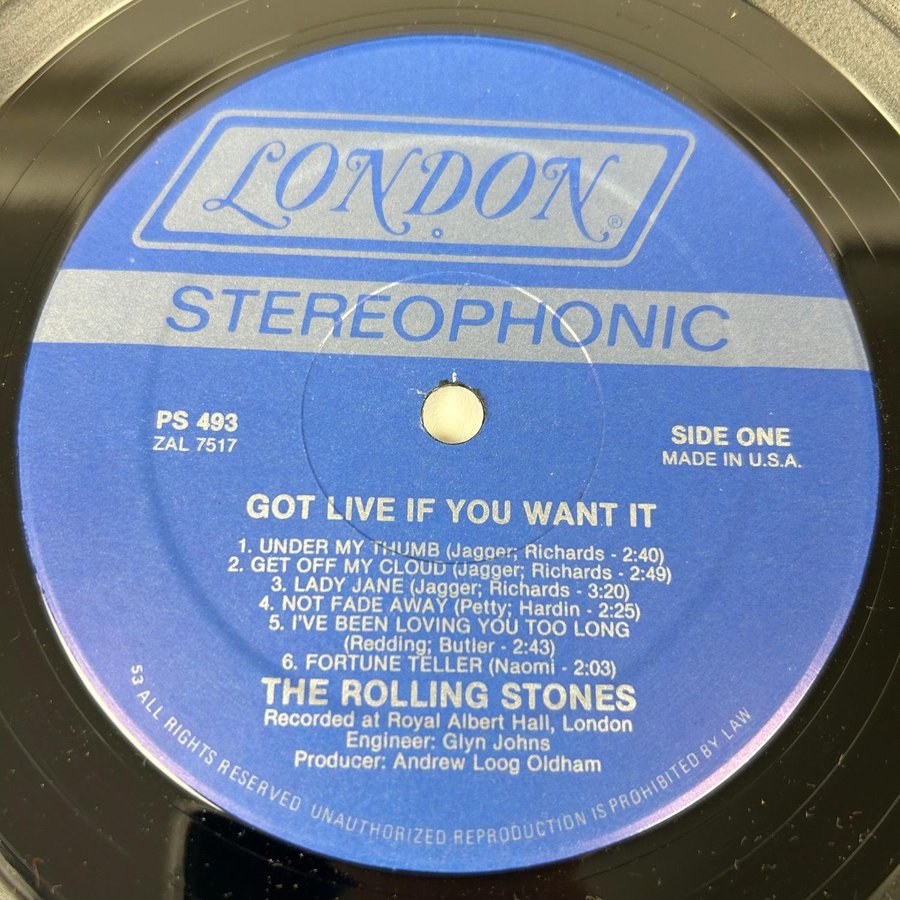 LONDON ®
STEREOPHONIC
PS 493
ZAL 7517
SIDE ONE
MADE IN U.S.A.
GOT LIVE IF YOU WANT IT
1. UNDER MY THUMB (Jagger; Richards - 2:40)
2. GET OFF MY CLOUD (Jagger; Richards - 2:49)
3. LADY JANE (Jagger; Richards - 3:20)
4. NOT FADE AWAY (Petty; Hardin - 2:25)
5. I'VE BEEN LOVING YOU TOO LONG
(Redding; Butler - 2:43)
6. FORTUNE TELLER (Naomi - 2:03)
THE ROLLING STONES
Recorded at Royal Albert Hall, London
Engineer: Glyn Johns
Producer: Andrew Loog Oldham
53 ALL RIGHTS RESERVED UNAUTHORIZED REPRODUCTION IS PROHIBITED BY LAW